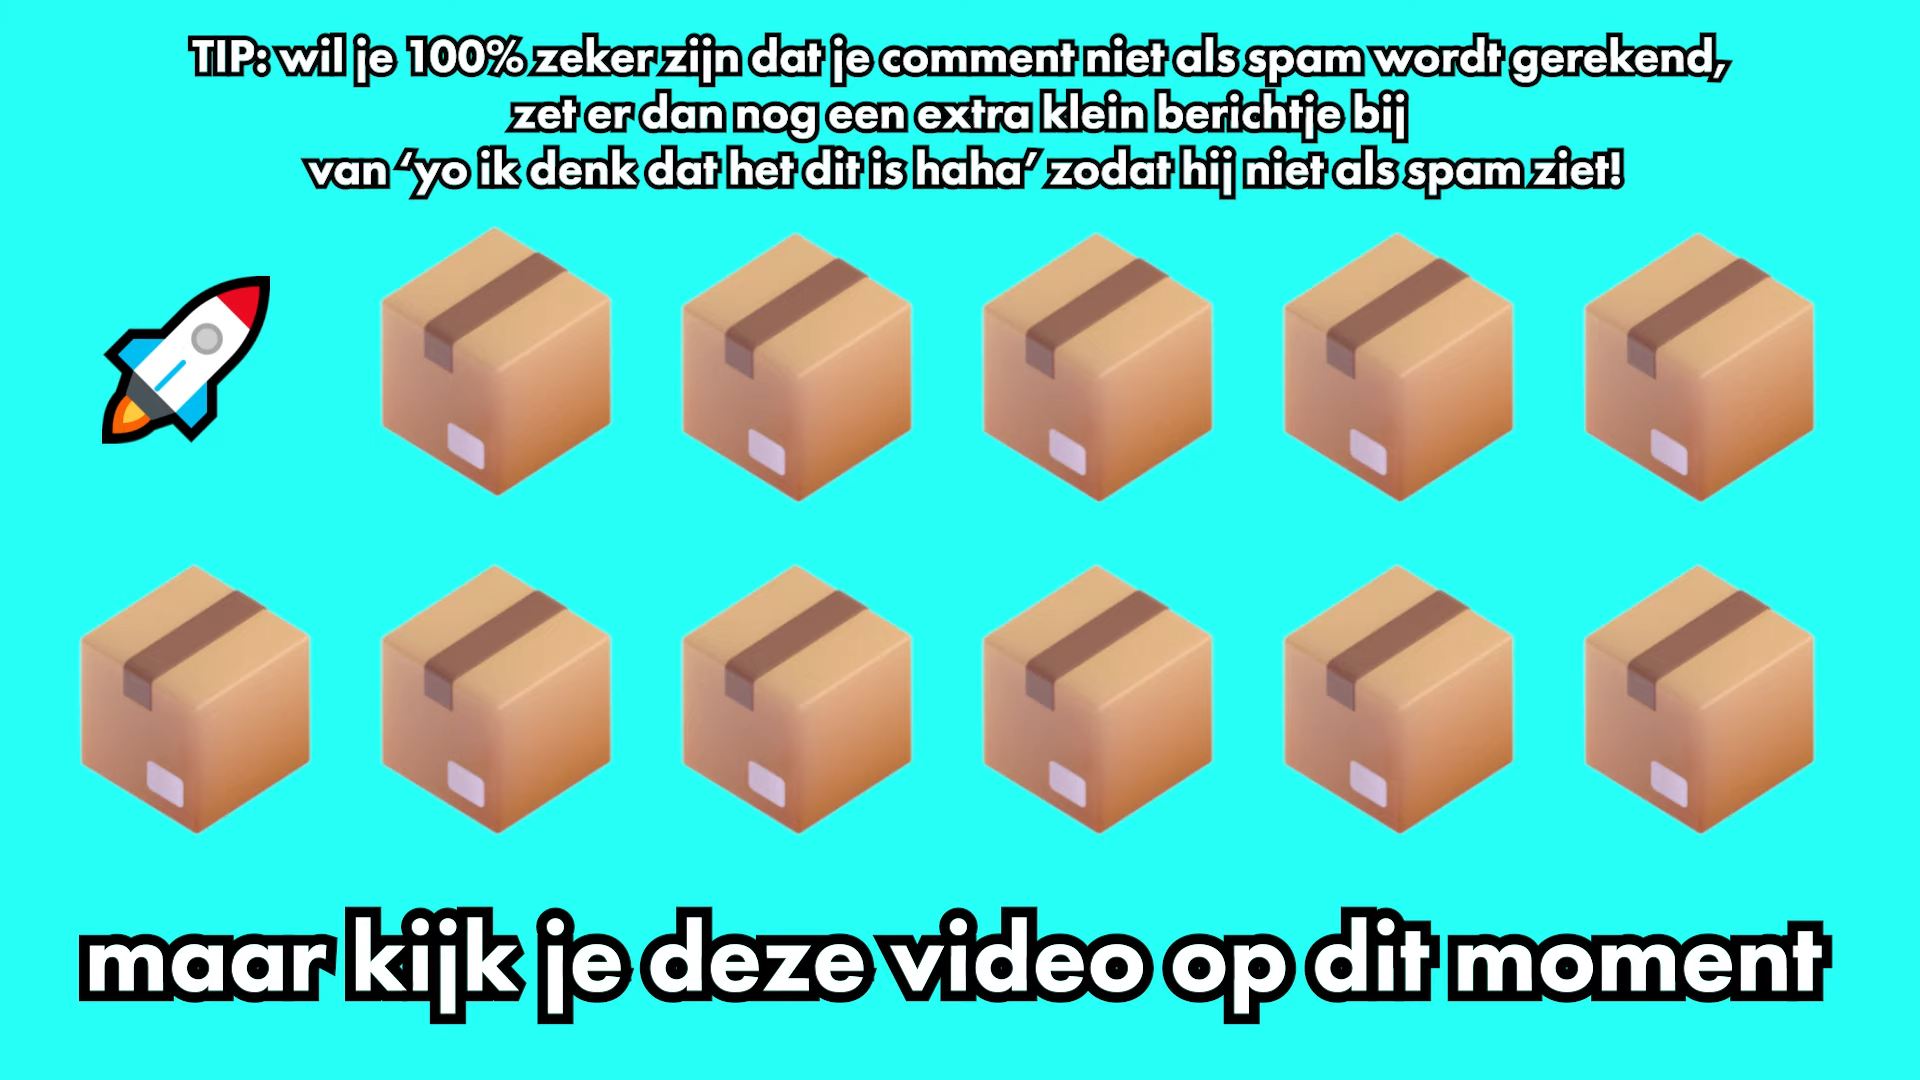 TIP: wil je 100% zeker zijn dat je comment niet als spam wordt gerekend,
zet er dan nog een extra klein berichtje bij
van ‘yo ik denk dat het dit is haha’ zodat hij niet als spam ziet!
maar kijk je deze video op dit moment